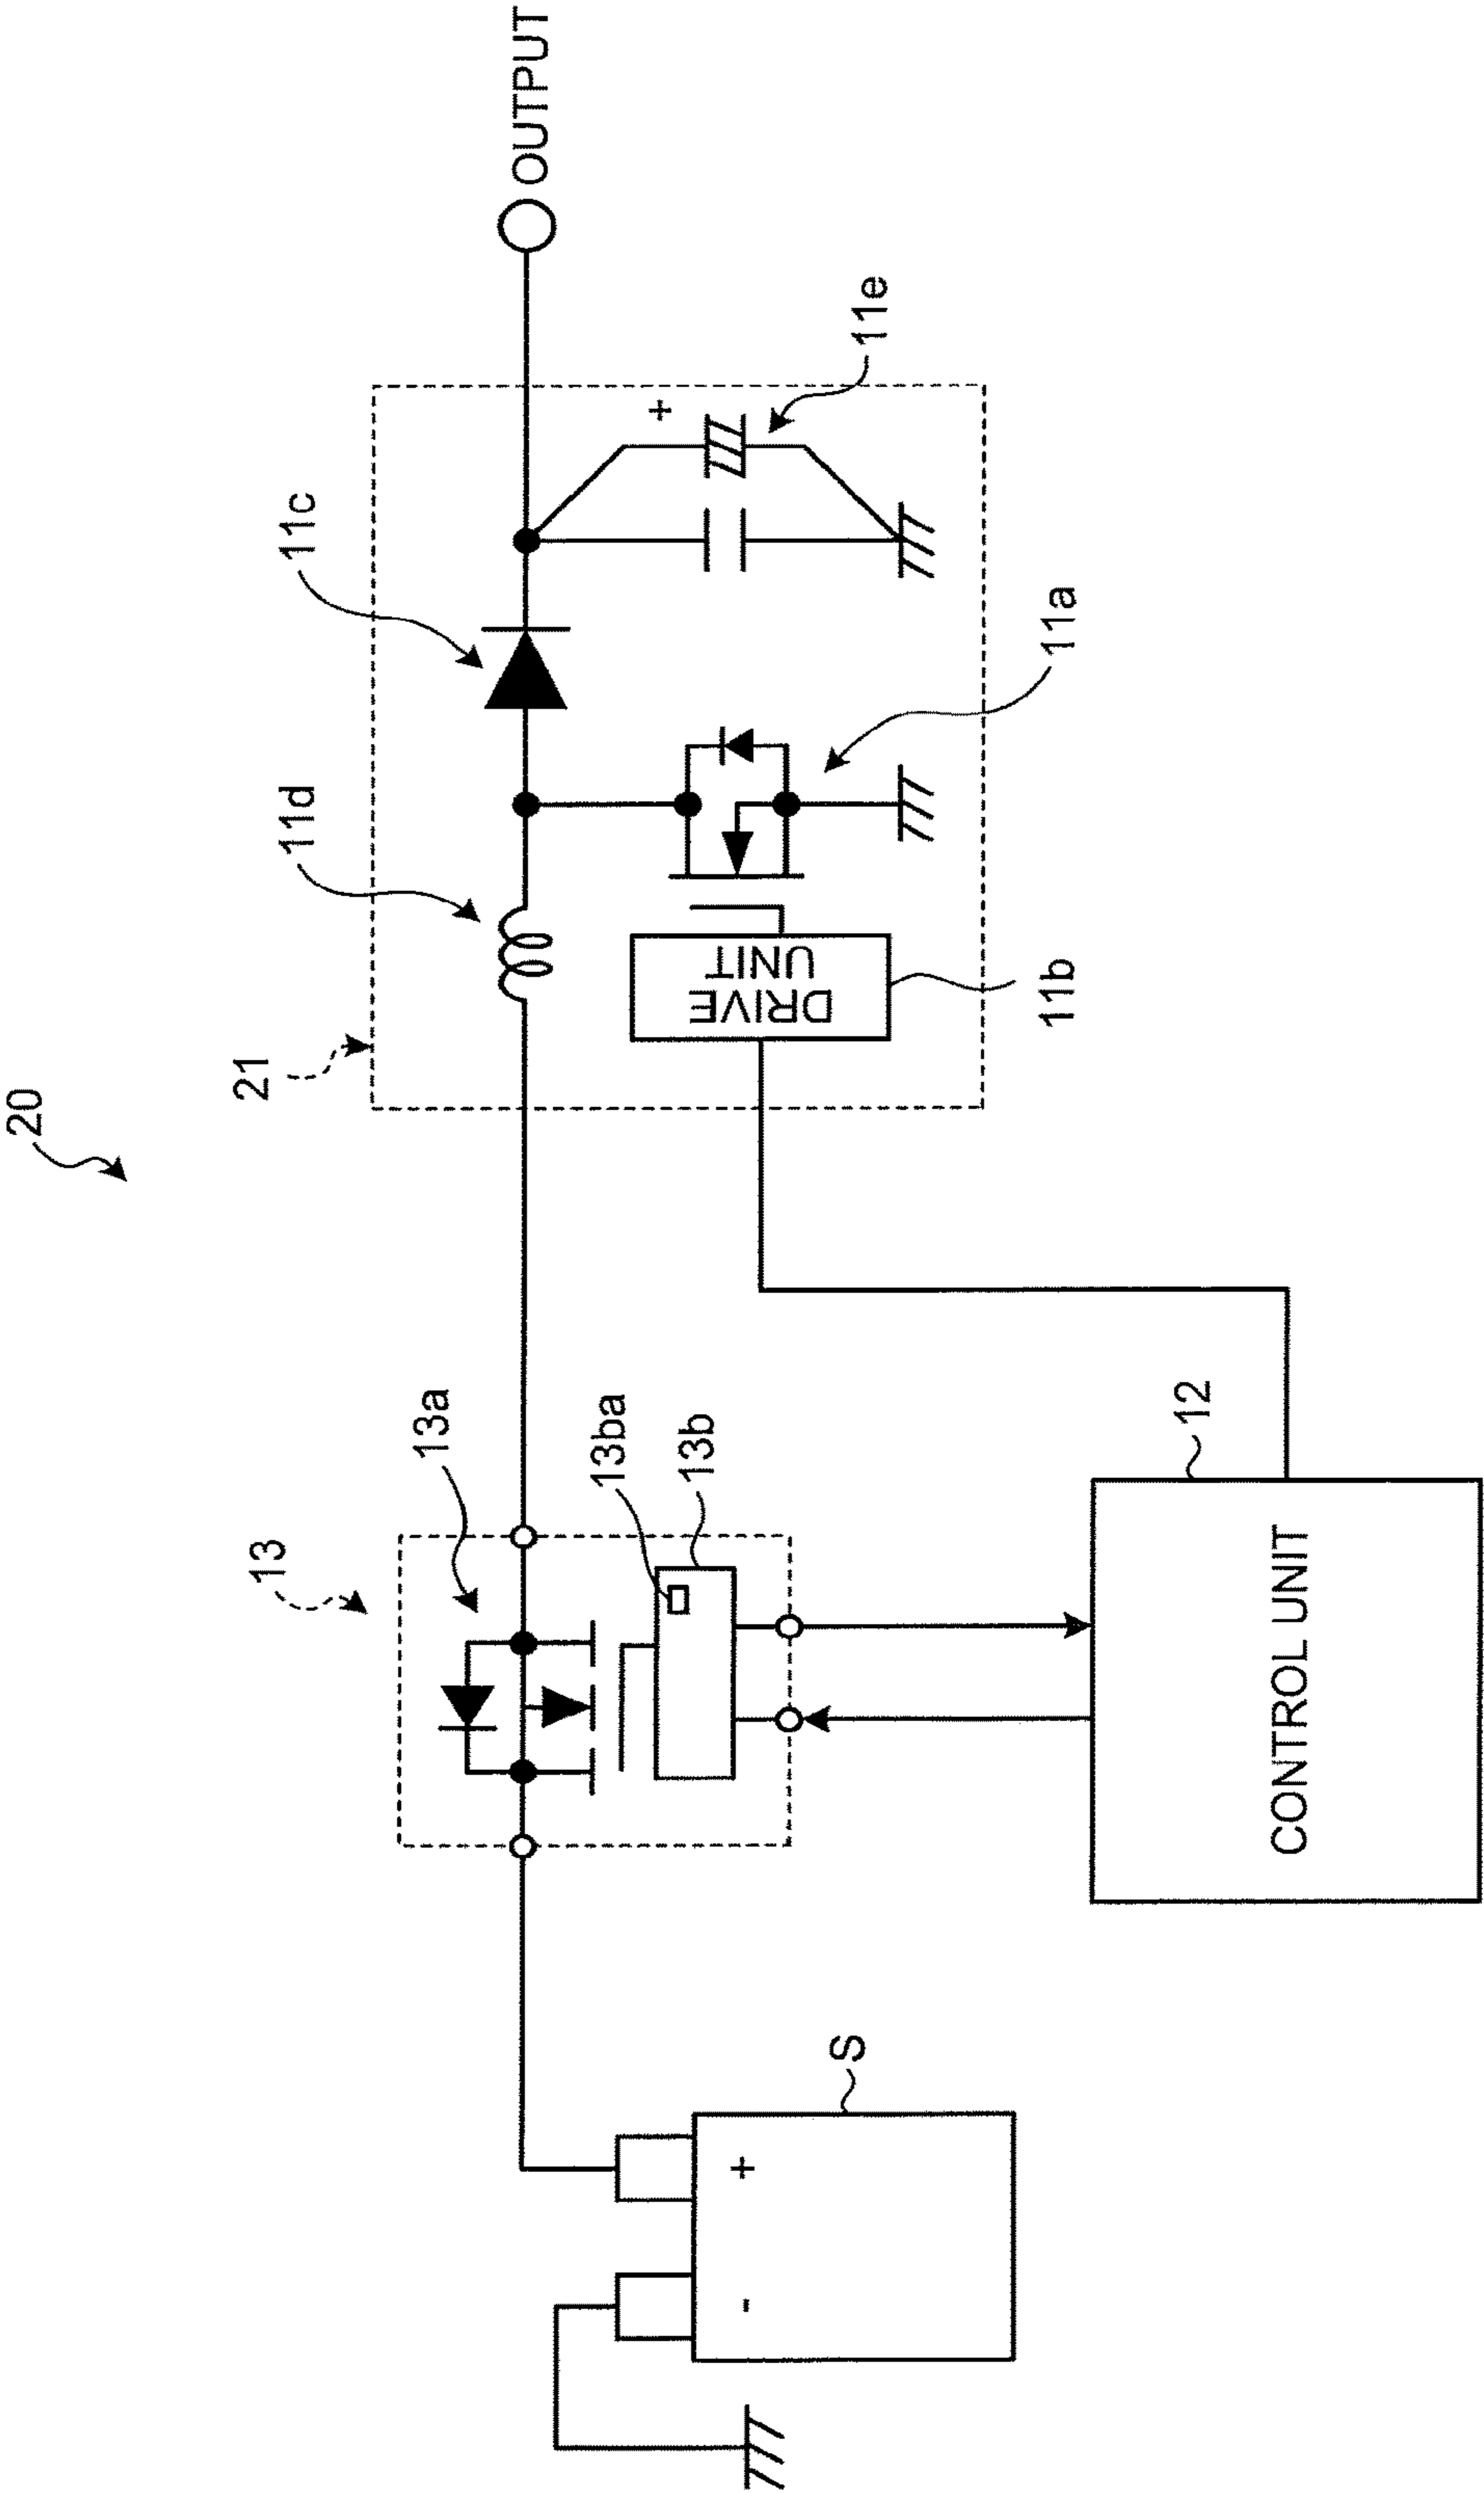 20
21
11d
11c
OUTPUT
13
13a
13ba
13b
+
11e
11a
DRIVE
UNIT
11b
S
+
-
12
CONTROL UNIT